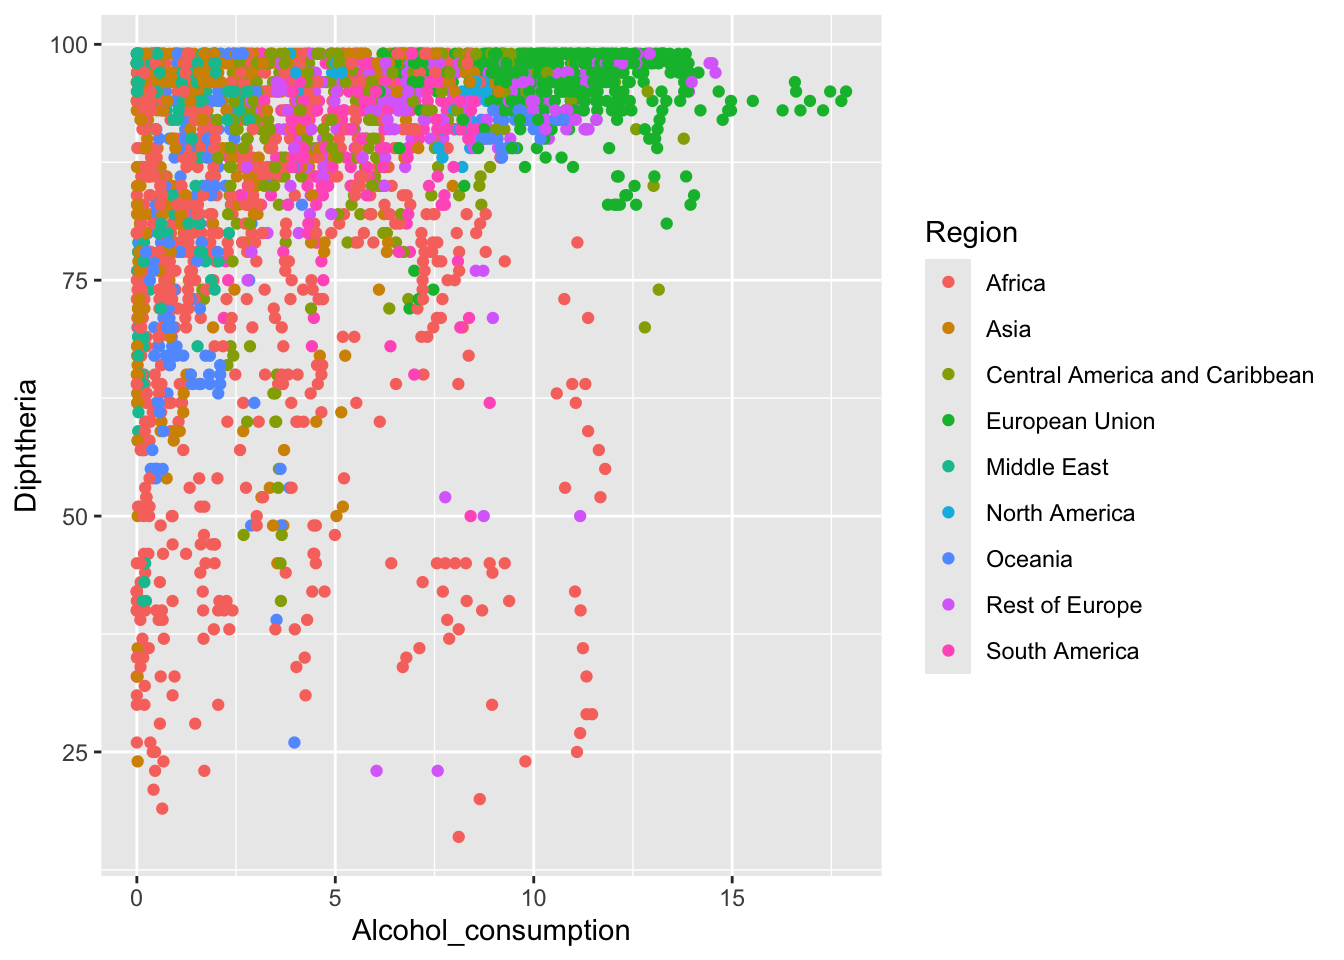 100
75
50
25
Diphtheria
0
5
10
15
Alcohol_consumption
Region
Africa
Asia
Central America and Caribbean
European Union
Middle East
North America
Oceania
Rest of Europe
South America